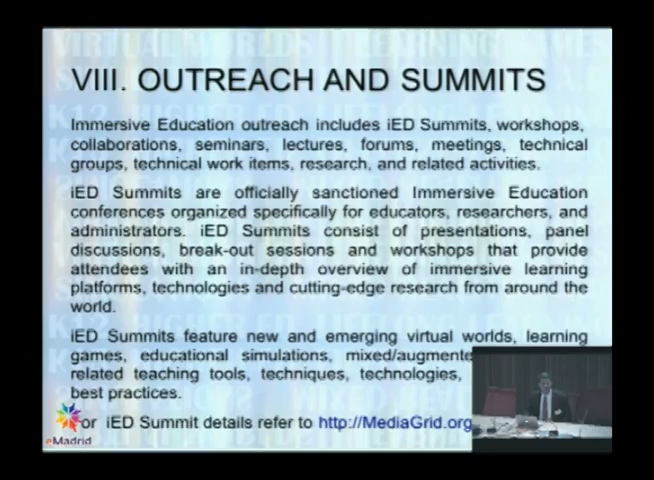 VIII. OUTREACH AND SUMMITS
Immersive Education outreach includes iED Summits, workshops,
collaborations, seminars, lectures, forums, meetings, technical
groups, technical work items, research, and related activities.
iED Summits are officially sanctioned Immersive Education
conferences organized specifically for educators, researchers, and
administrators. iED Summits consist of presentations, panel
discussions, break-out sessions and workshops that provide
attendees with an in-depth overview of immersive learning
platforms, technologies and cutting-edge research from around the
world.
iED Summits feature new and emerging virtual worlds, learning
games, educational simulations, mixed/augmente
related teaching tools, techniques, technologies,
best practices.
or iED Summit details refer to http://MediaGrid.org
eMadrid